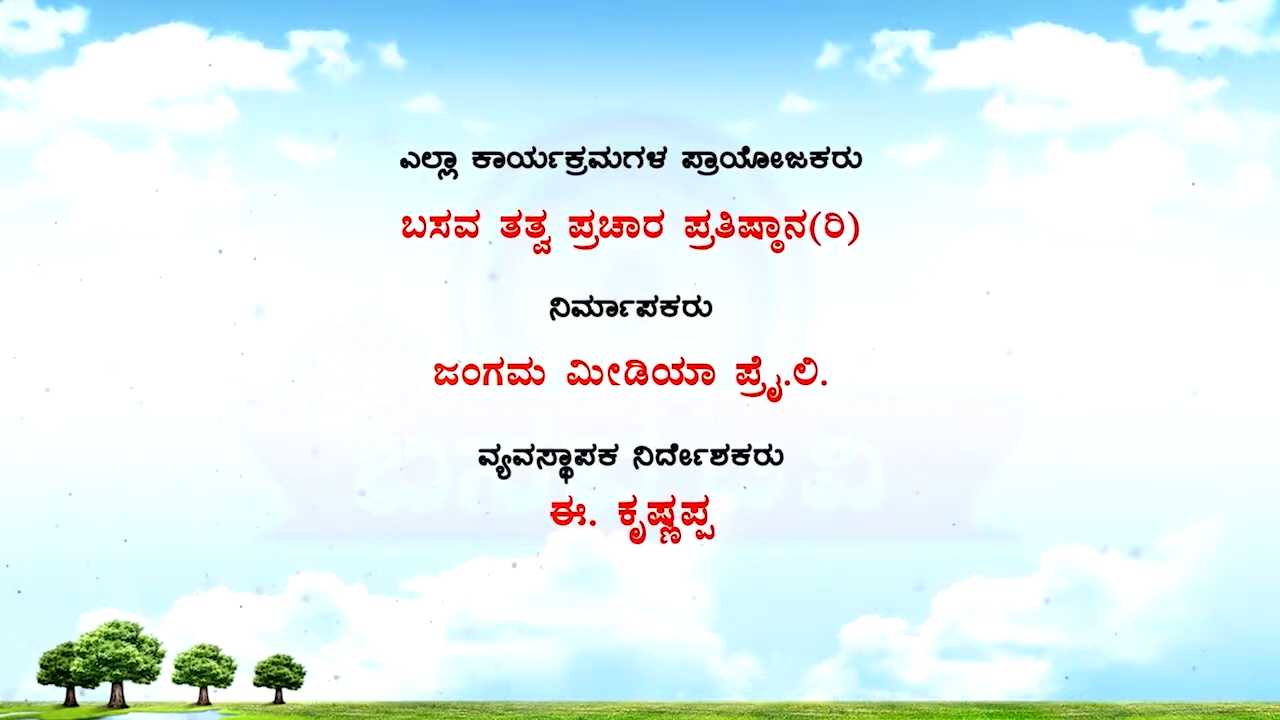 ಎಲ್ಲಾ ಕಾರ್ಯಕ್ರಮಗಳ ಪ್ರಾಯೋಜಕರು
ಬಸವ ತತ್ವ ಪ್ರಚಾರ ಪ್ರತಿಷ್ಠಾನ(ರಿ)
ನಿರ್ಮಾಪಕರು
ಜಂಗಮ ಮೀಡಿಯಾ ಪ್ರೈ.ಲಿ.
ವ್ಯವಸ್ಥಾಪಕ ನಿರ್ದೇಶಕರು
ಈ. ಕೃಷ್ಣಪ್ಪ